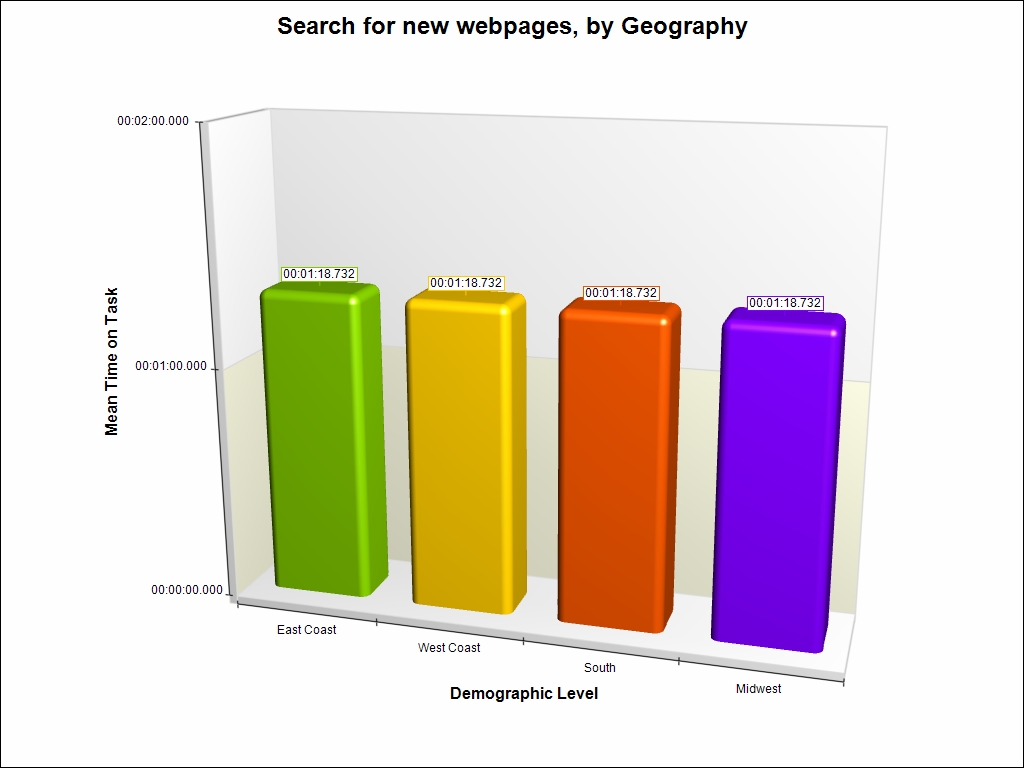 Search for new webpages, by Geography
00:02:00.000
00:01:18.732
00:01:18.732
00:01:18.732
00:01:18.732
Mean Time on Task
00:01:00.000
00:00:00.000
East Coast
West Coast
South
Midwest
Demographic Level